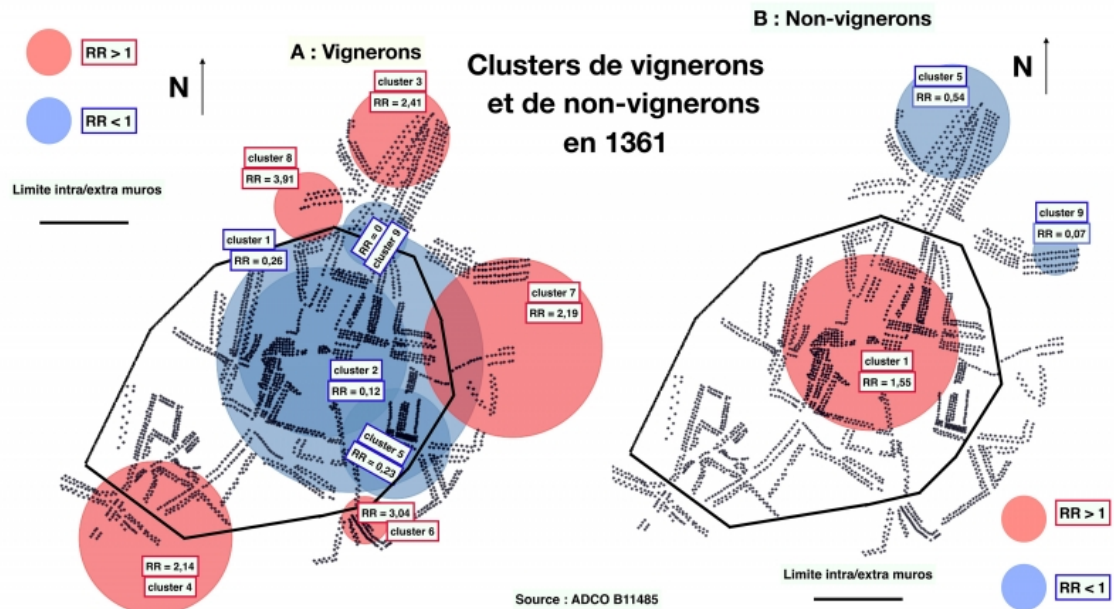 RR > 1
RR < 1
Limite intra/extra muros
N
A : Vignerons
Clusters de vignerons
et de non-vignerons
en 1361
B : Non-vignerons
N
cluster 3
RR = 2,41
cluster 8
RR = 3,91
cluster 1
RR = 0,26
RR = 0
cluster 9
cluster 7
RR = 2,19
cluster 2
RR = 0,12
cluster 5
RR = 0,23
RR = 3,04
cluster 6
RR = 2,14
cluster 4
cluster 5
RR = 0,54
cluster 9
RR = 0,07
cluster 1
RR = 1,55
RR > 1
Limite intra/extra muros
RR < 1
Source : ADCO B11485